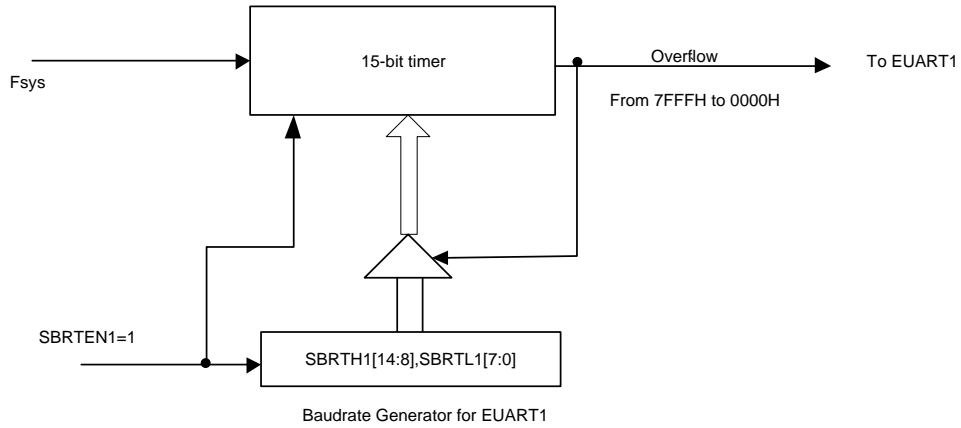 15-bit timer
Overflow
To EUART1
Fsys
From 7FFFH to 0000H
SBRTEN1=1
SBRTH1[14:8],SBRTL1[7:0]
Baudrate Generator for EUART1